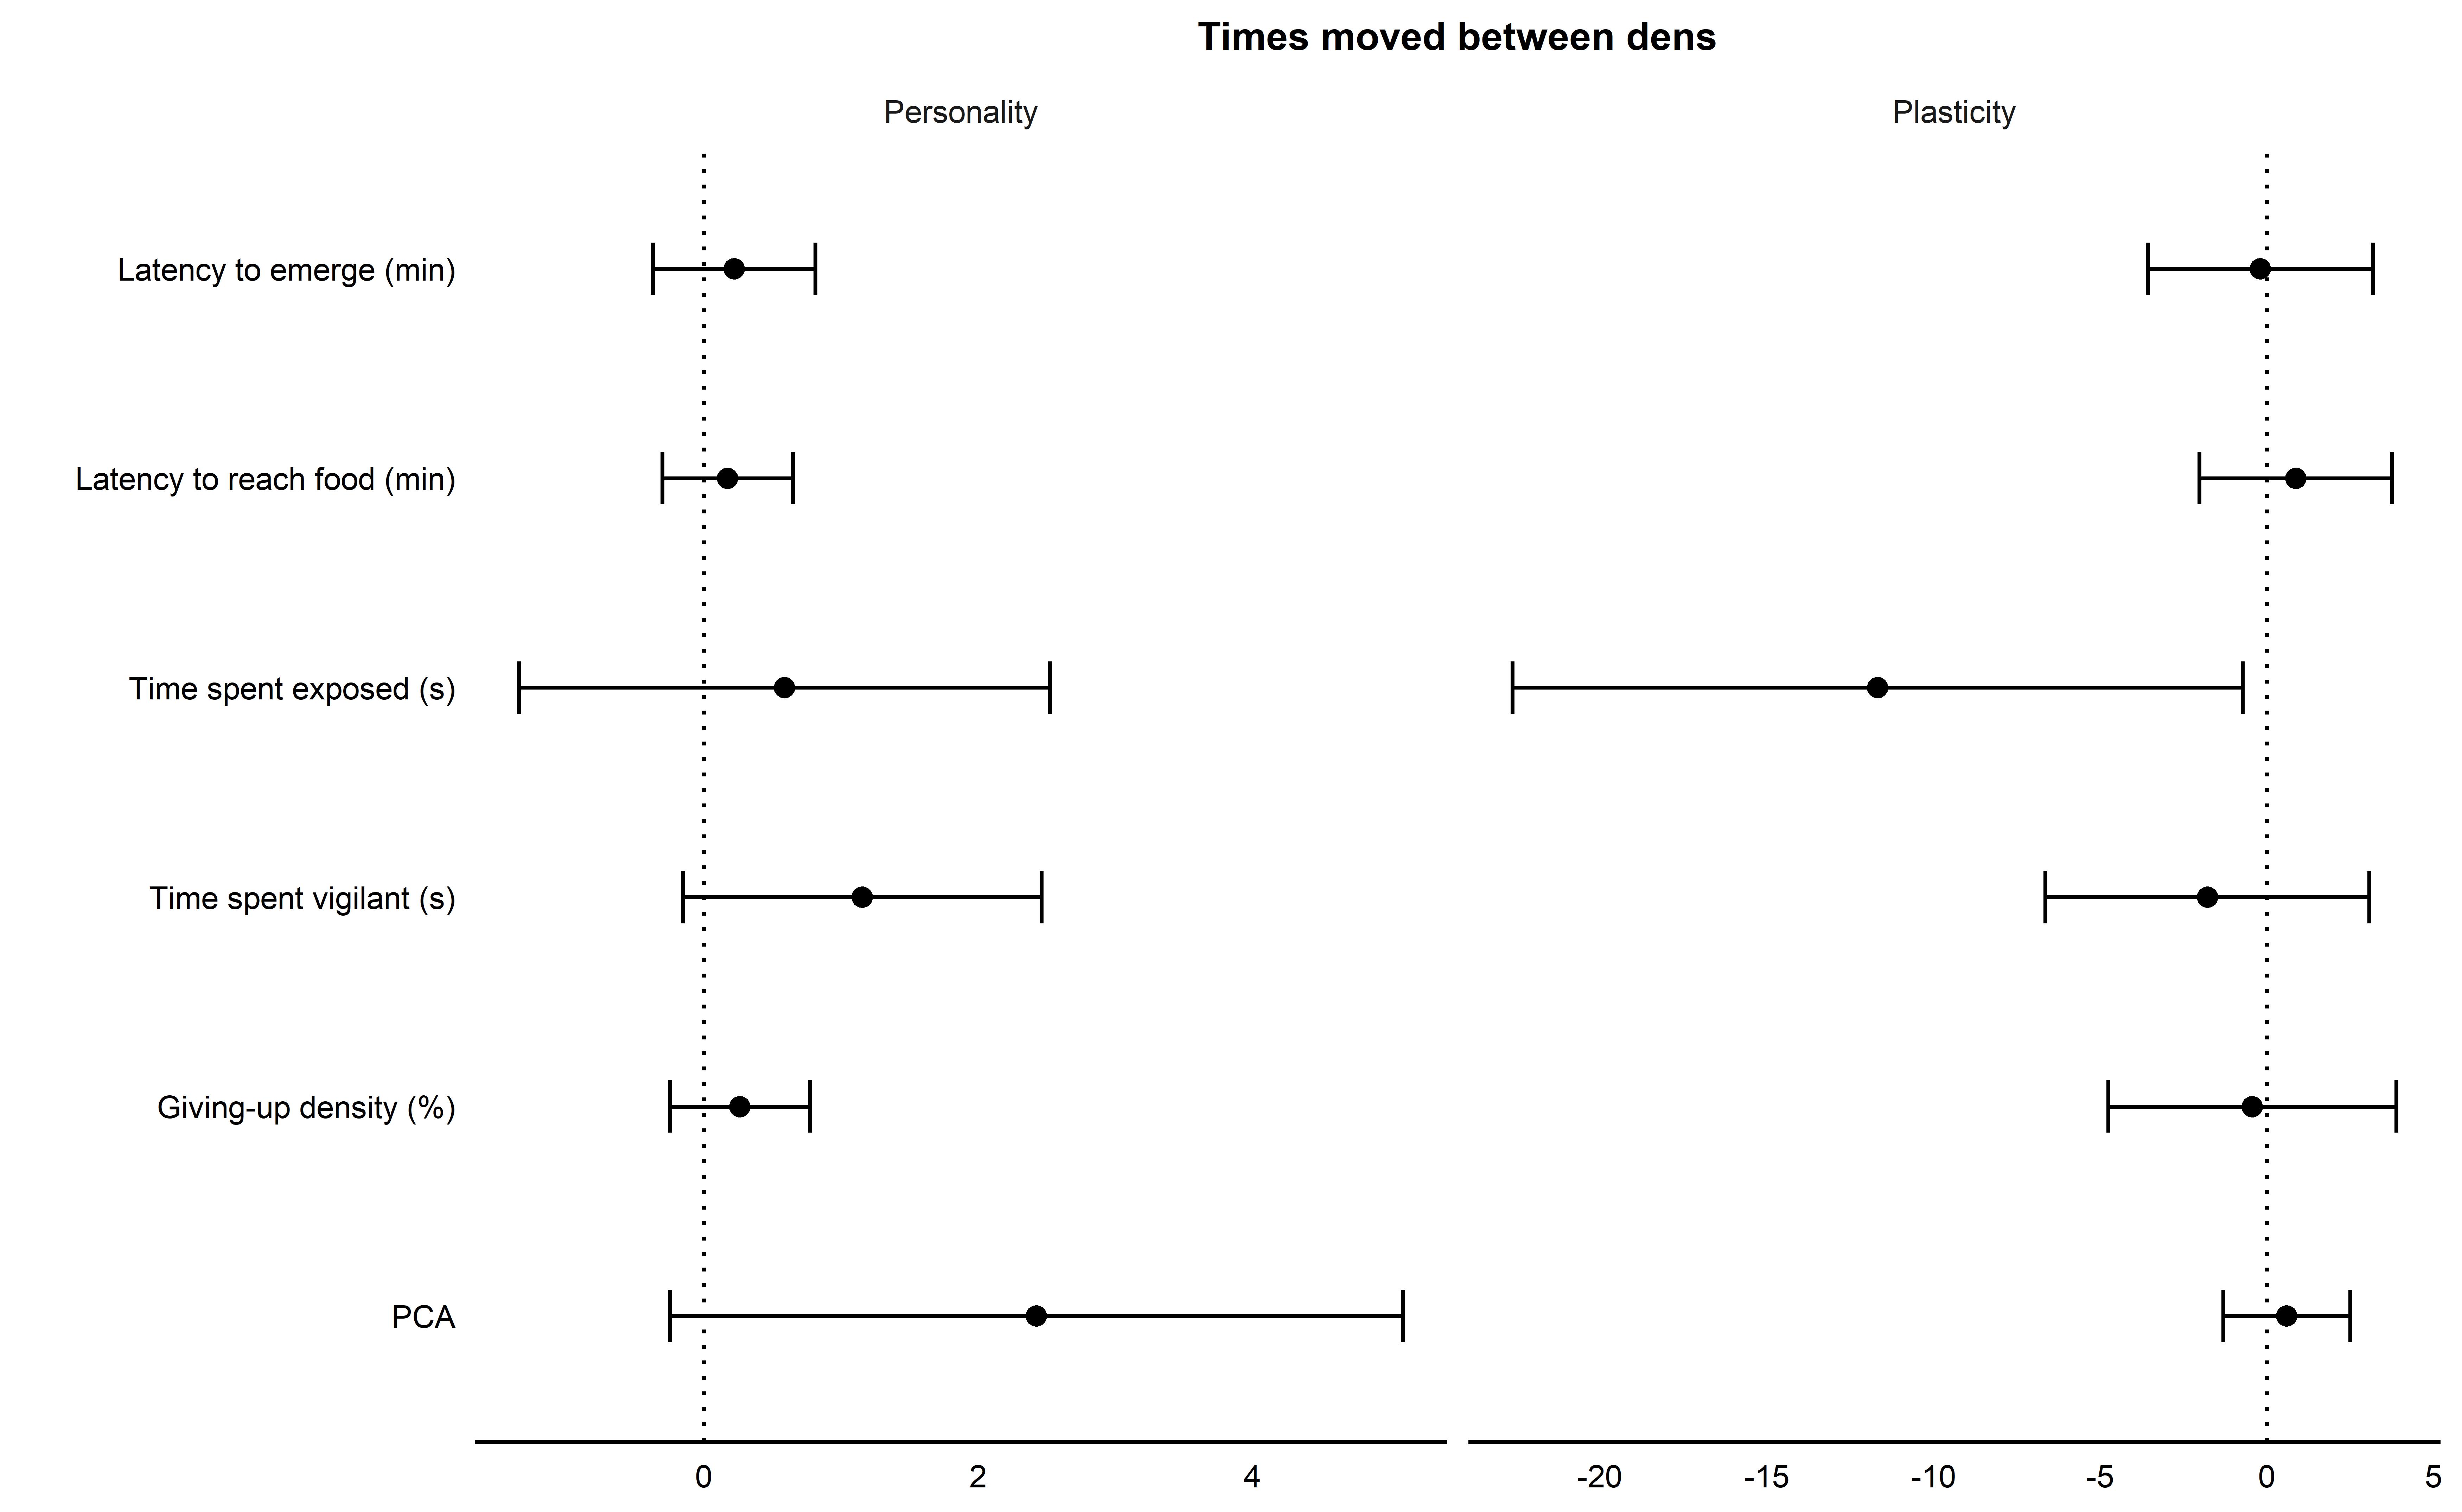 Times moved between dens
Personality
Plasticity
Latency to emerge (min)
Latency to reach food (min)
Time spent exposed (s)
Time spent vigilant (s)
Giving-up density (%)
PCA
0 2 4
-20 -15 -10 -5 0 5